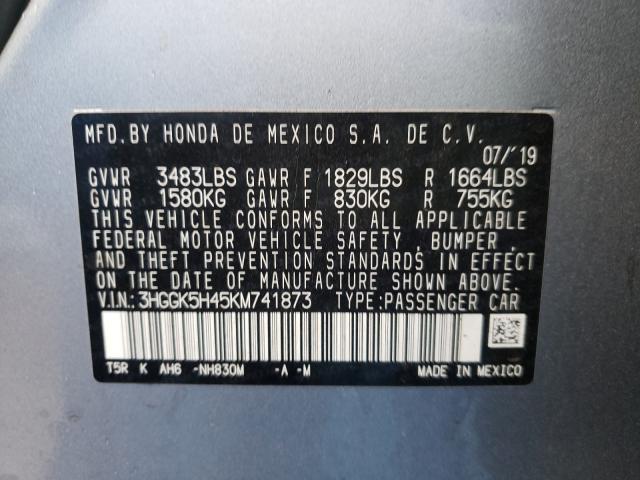 MFD. BY HONDA DE MEXICO S.A. DE C.V.
07/'19
GVWR 3483LBS GAWR F 1829LBS R 1664LBS
GVWR 1580KG GAWR F 830KG R 755KG
THIS VEHICLE CONFORMS TO ALL APPLICABLE
FEDERAL MOTOR VEHICLE SAFETY, BUMPER,
AND THEFT PREVENTION STANDARDS IN EFFECT
ON THE DATE OF MANUFACTURE SHOWN ABOVE.
V.IN.: 3HGGK5H45KM741873 TYPE:PASSENGER CAR
T5R K AH6 -NH830M -A -M MADE IN MEXICO